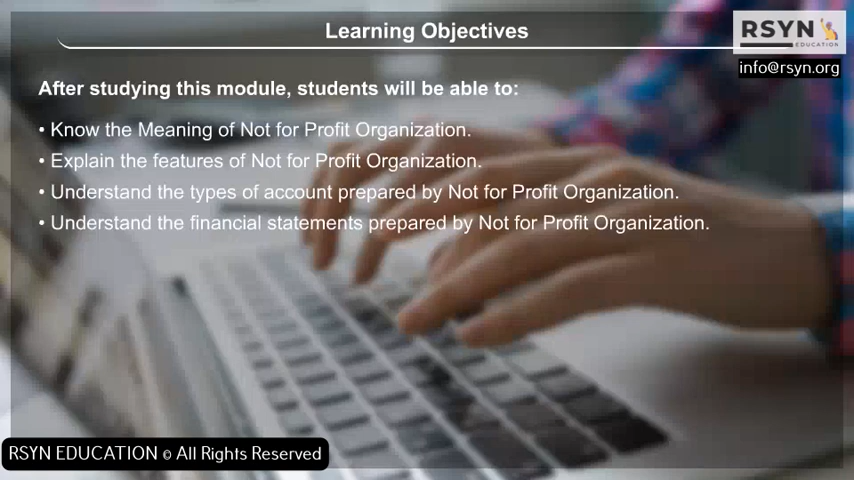 Learning Objectives
RSYN
EDUCATION
info@rsyn.org
After studying this module, students will be able to:
• Know the Meaning of Not for Profit Organization.
• Explain the features of Not for Profit Organization.
• Understand the types of account prepared by Not for Profit Organization.
• Understand the financial statements prepared by Not for Profit Organization.
RSYN EDUCATION © All Rights Reserved